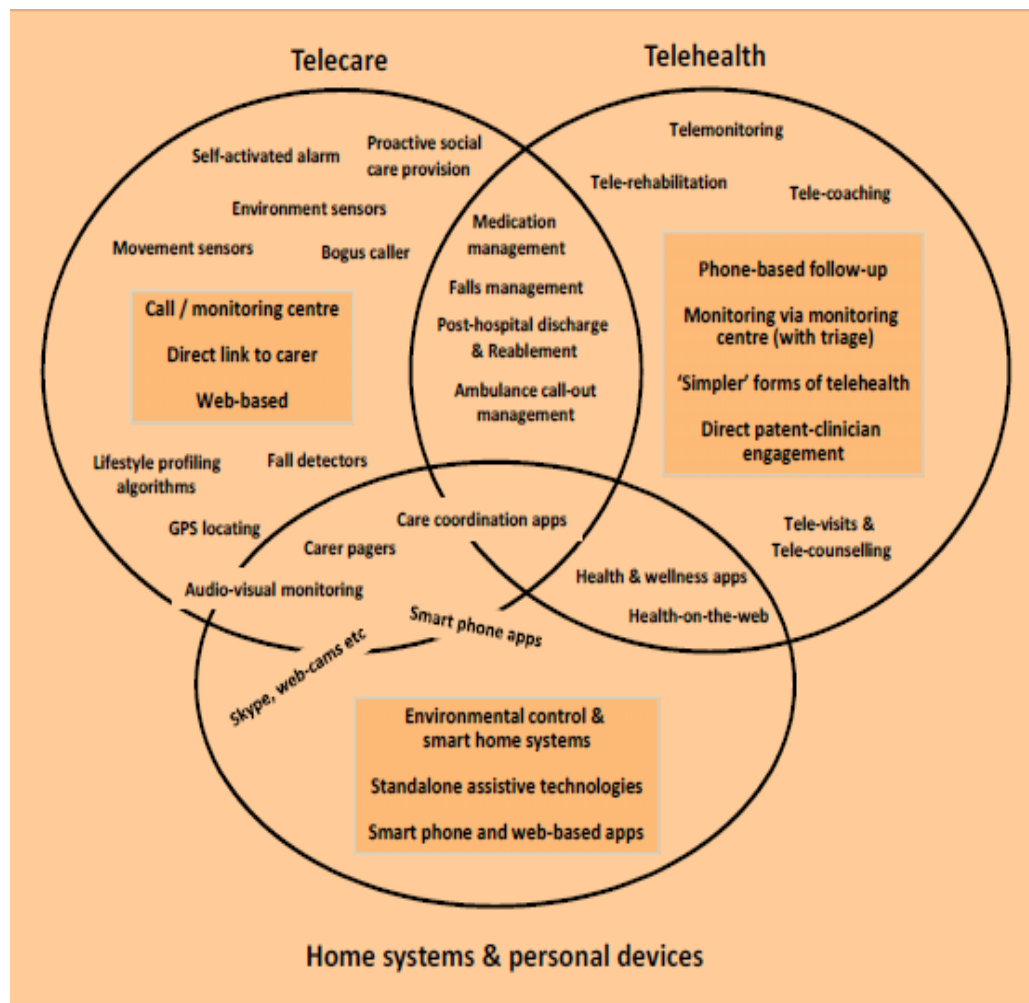 Telecare
Telehealth
Self-activated alarm
Proactive social
care provision
Environment sensors
Movement sensors
Bogus caller
Call / monitoring centre
Direct link to carer
Web-based
Lifestyle profiling
algorithms
Fall detectors
GPS locating
Medication
management
Falls management
Post-hospital discharge
& Reablement
Ambulance call-out
management
Telemonitoring
Tele-rehabilitation
Tele-coaching
Phone-based follow-up
Monitoring via monitoring
centre (with triage)
‘Simpler’ forms of telehealth
Direct patent-clinician
engagement
Tele-visits &
Tele-counselling
Care coordination apps
Carer pagers
Audio-visual monitoring
Health & wellness apps
Health-on-the-web
Smart phone apps
Skype, web-cams etc
Environmental control &
smart home systems
Standalone assistive technologies
Smart phone and web-based apps
Home systems & personal devices